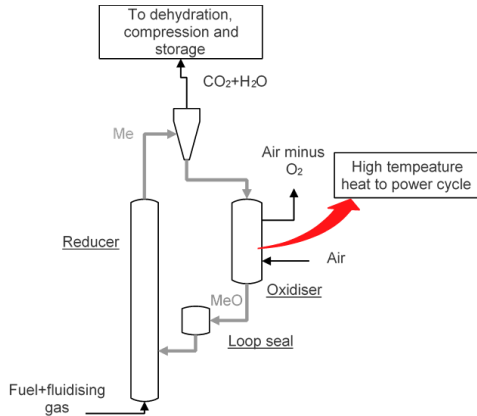 To dehydration,
compression and
storage
CO₂+H₂O
Me
Air minus
O₂
High tempeature
heat to power cycle
Reducer
Air
Oxidiser
MeO
Loop seal
Fuel+fluidising
gas